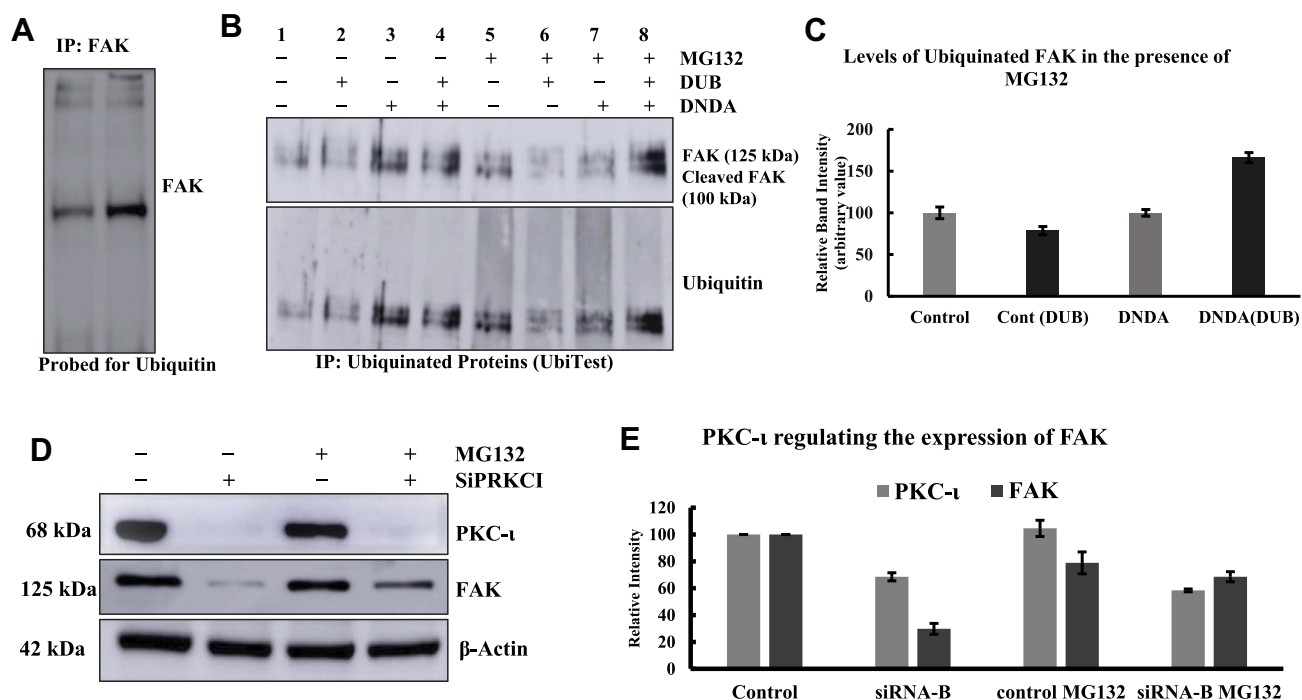 A
IP: FAK
FAK
Probed for Ubiquitin
B
1 2 3 4 5 6 7 8
– – – – + + + + MG132
– + – + – + – + DUB
– – + + – – + + DNDA
FAK (125 kDa)
Cleaved FAK
(100 kDa)
Ubiquitin
IP: Ubiquinated Proteins (UbiTest)
C
Levels of Ubiquinated FAK in the presence of
MG132
Relative Band Intensity
(arbitrary value)
200
150
100
50
0
Control Cont (DUB) DNDA DNDA(DUB)
D
– – + + MG132
– + – + SiPRKCI
68 kDa PKC-ι
125 kDa FAK
42 kDa β-Actin
E
PKC-ι regulating the expression of FAK
PKC-ι FAK
Relative Intensity
120
100
80
60
40
20
0
Control siRNA-B control MG132 siRNA-B MG132